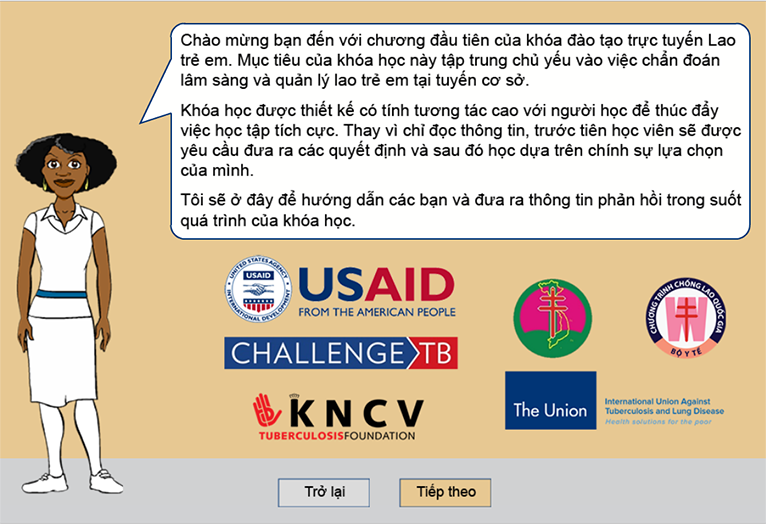 Chào mừng bạn đến với chương đầu tiên của khóa đào tạo trực tuyến Lao
trẻ em. Mục tiêu của khóa học này tập trung chủ yếu vào việc chẩn đoán
lâm sàng và quản lý lao trẻ em tại tuyến cơ sở.
Khóa học được thiết kế có tính tương tác cao với người học để thúc đẩy
việc học tập tích cực. Thay vì chỉ đọc thông tin, trước tiên học viên sẽ được
yêu cầu đưa ra các quyết định và sau đó học dựa trên chính sự lựa chọn
của mình.
Tôi sẽ ở đây để hướng dẫn các bạn và đưa ra thông tin phản hồi trong suốt
quá trình của khóa học.
UNITED STATES AGENCY
USAID
INTERNATIONAL DEVELOPMENT
USAID
FROM THE AMERICAN PEOPLE
CHƯƠNG TRÌNH CHỐNG LAO QUỐC GIA
BỘ Y TẾ
CHALLENGE TB
KNCV
TUBERCULOSISFOUNDATION
The Union
International Union Against
Tuberculosis and Lung Disease
Health solutions for the poor
Trở lại
Tiếp theo